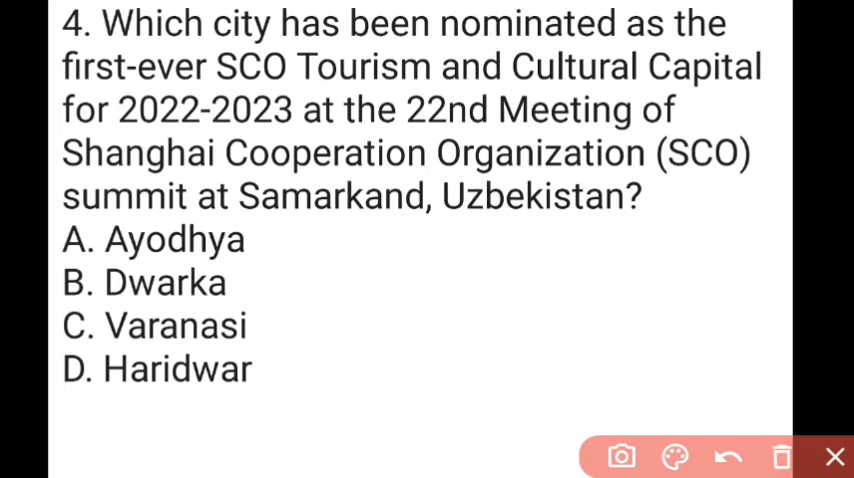 4. Which city has been nominated as the
first-ever SCO Tourism and Cultural Capital
for 2022-2023 at the 22nd Meeting of
Shanghai Cooperation Organization (SCO)
summit at Samarkand, Uzbekistan?
A. Ayodhya
B. Dwarka
C. Varanasi
D. Haridwar